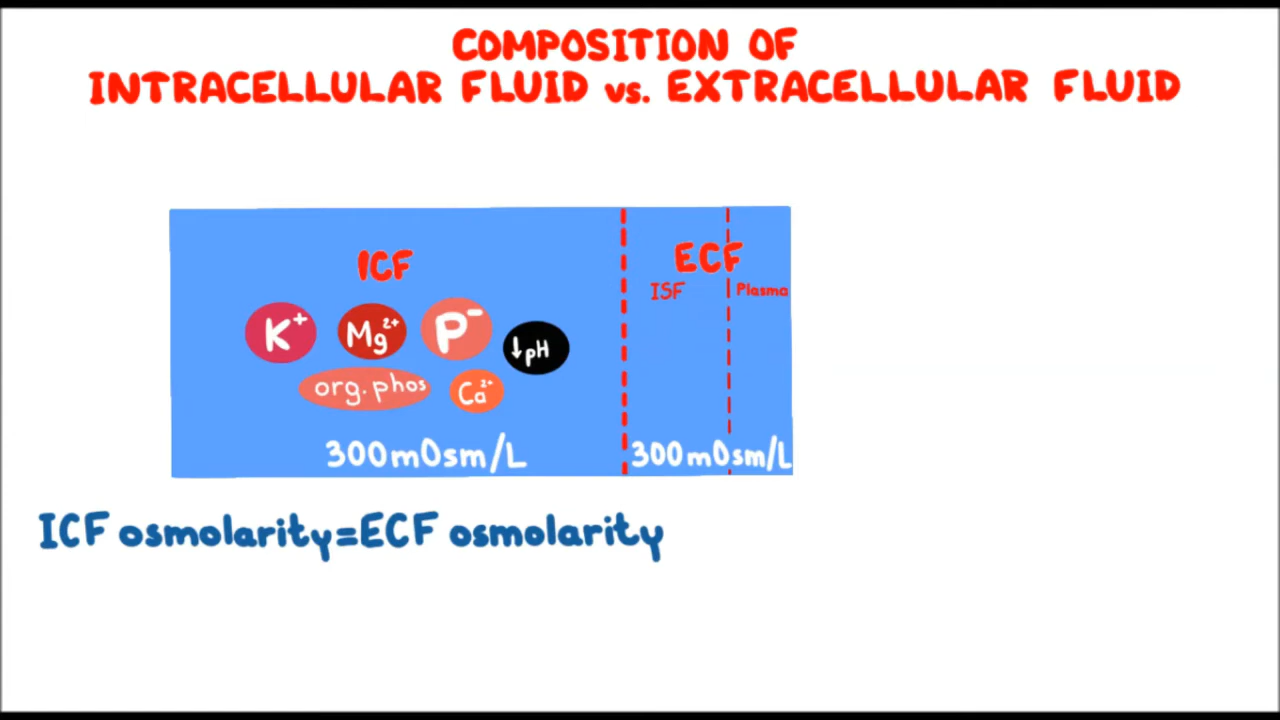 COMPOSITION OF
INTRACELLULAR FLUID vs. EXTRACELLULAR FLUID
ICF
ECF
ISF
Plasma
K⁺
Mg²⁺
P⁻
↓pH
org.phos
Ca²⁺
300mOsm/L
300mOsm/L
ICF osmolarity=ECF osmolarity